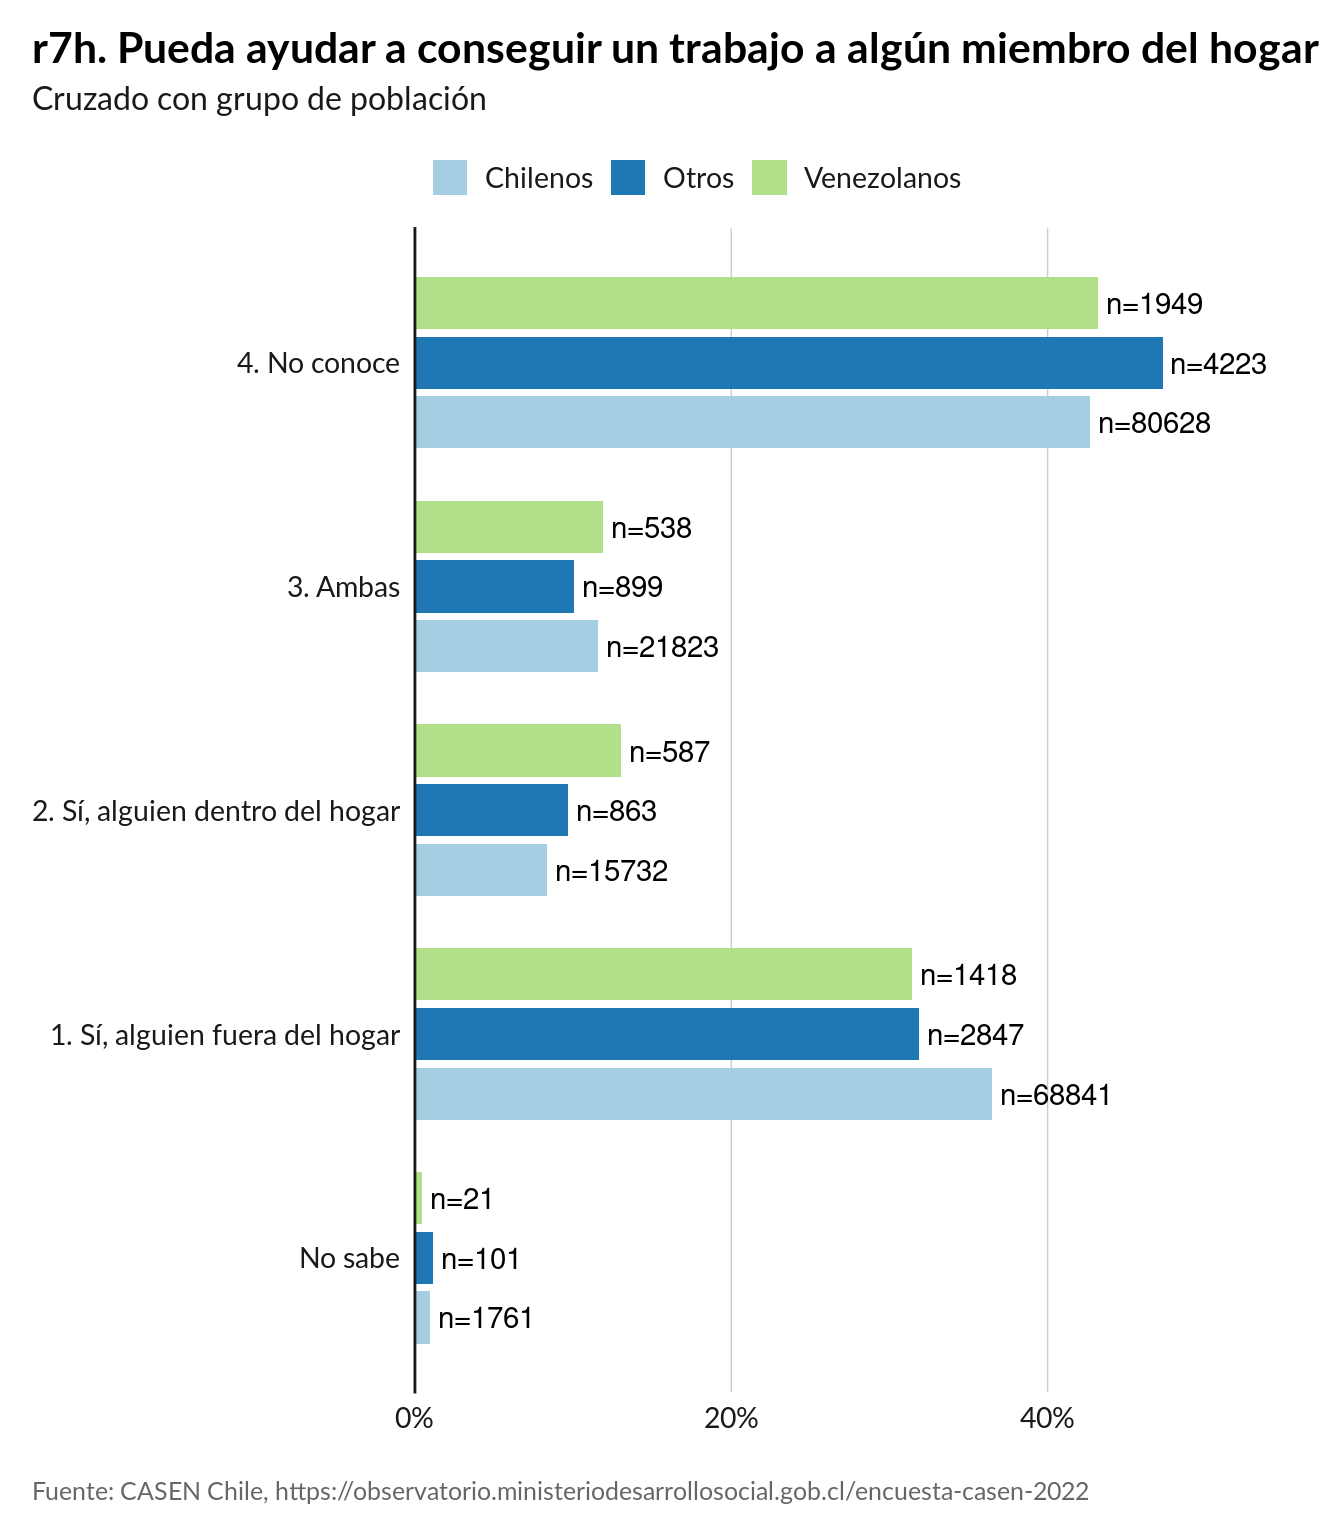 r7h. Pueda ayudar a conseguir un trabajo a algún miembro del hogar
Cruzado con grupo de población
Chilenos Otros Venezolanos
n=1949
4. No conoce n=4223
n=80628
n=538
3. Ambas n=899
n=21823
n=587
2. Sí, alguien dentro del hogar n=863
n=15732
n=1418
1. Sí, alguien fuera del hogar n=2847
n=68841
n=21
No sabe n=101
n=1761
0% 20% 40%
Fuente: CASEN Chile, https://observatorio.ministeriodesarrollosocial.gob.cl/encuesta-casen-2022